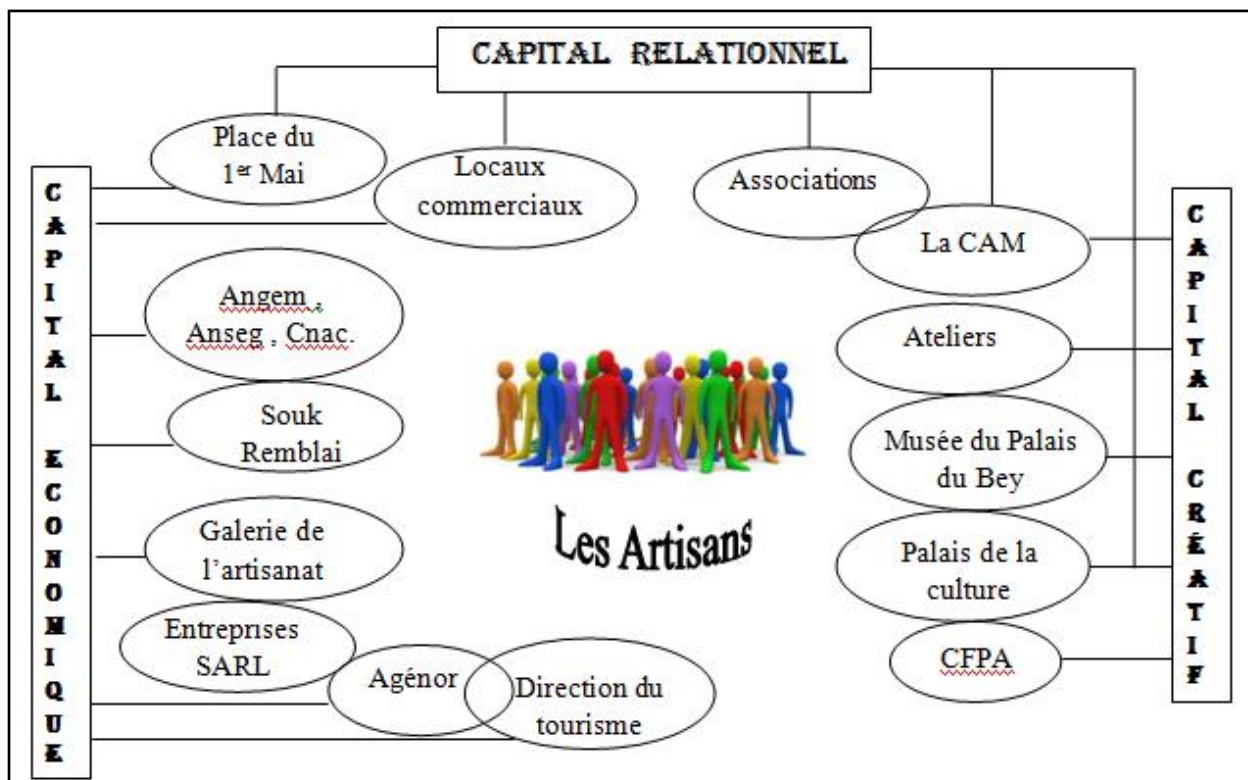 CAPITAL RELATIONNEL
Place du
1er Mai
Locaux
commerciaux
Associations
La CAM
CAPITAL ECONOMIQUE
CAPITAL CRÉATIF
Angem ,
Anseg , Cnac.
Ateliers
Souk
Remblai
Musée du Palais
du Bey
Galerie de
l'artisanat
Les Artisans
Palais de la
culture
Entreprises
SARL
CFPA
Agénor
Direction du
tourisme